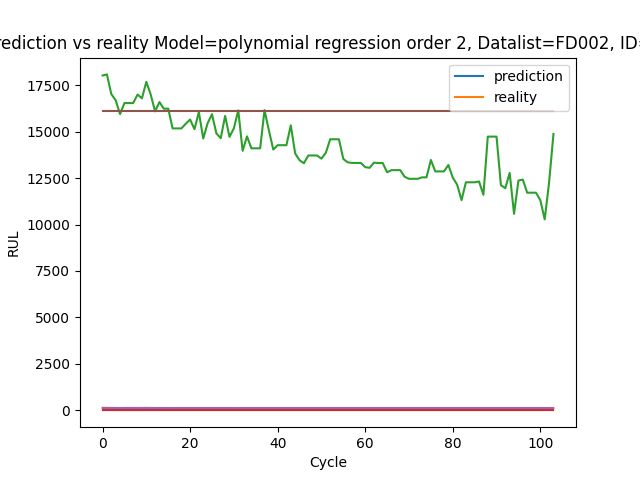 rediction vs reality Model=polynomial regression order 2, Datalist=FD002, ID=
prediction
reality
17500
15000
12500
10000
7500
5000
2500
0
RUL
0 20 40 60 80 100
Cycle